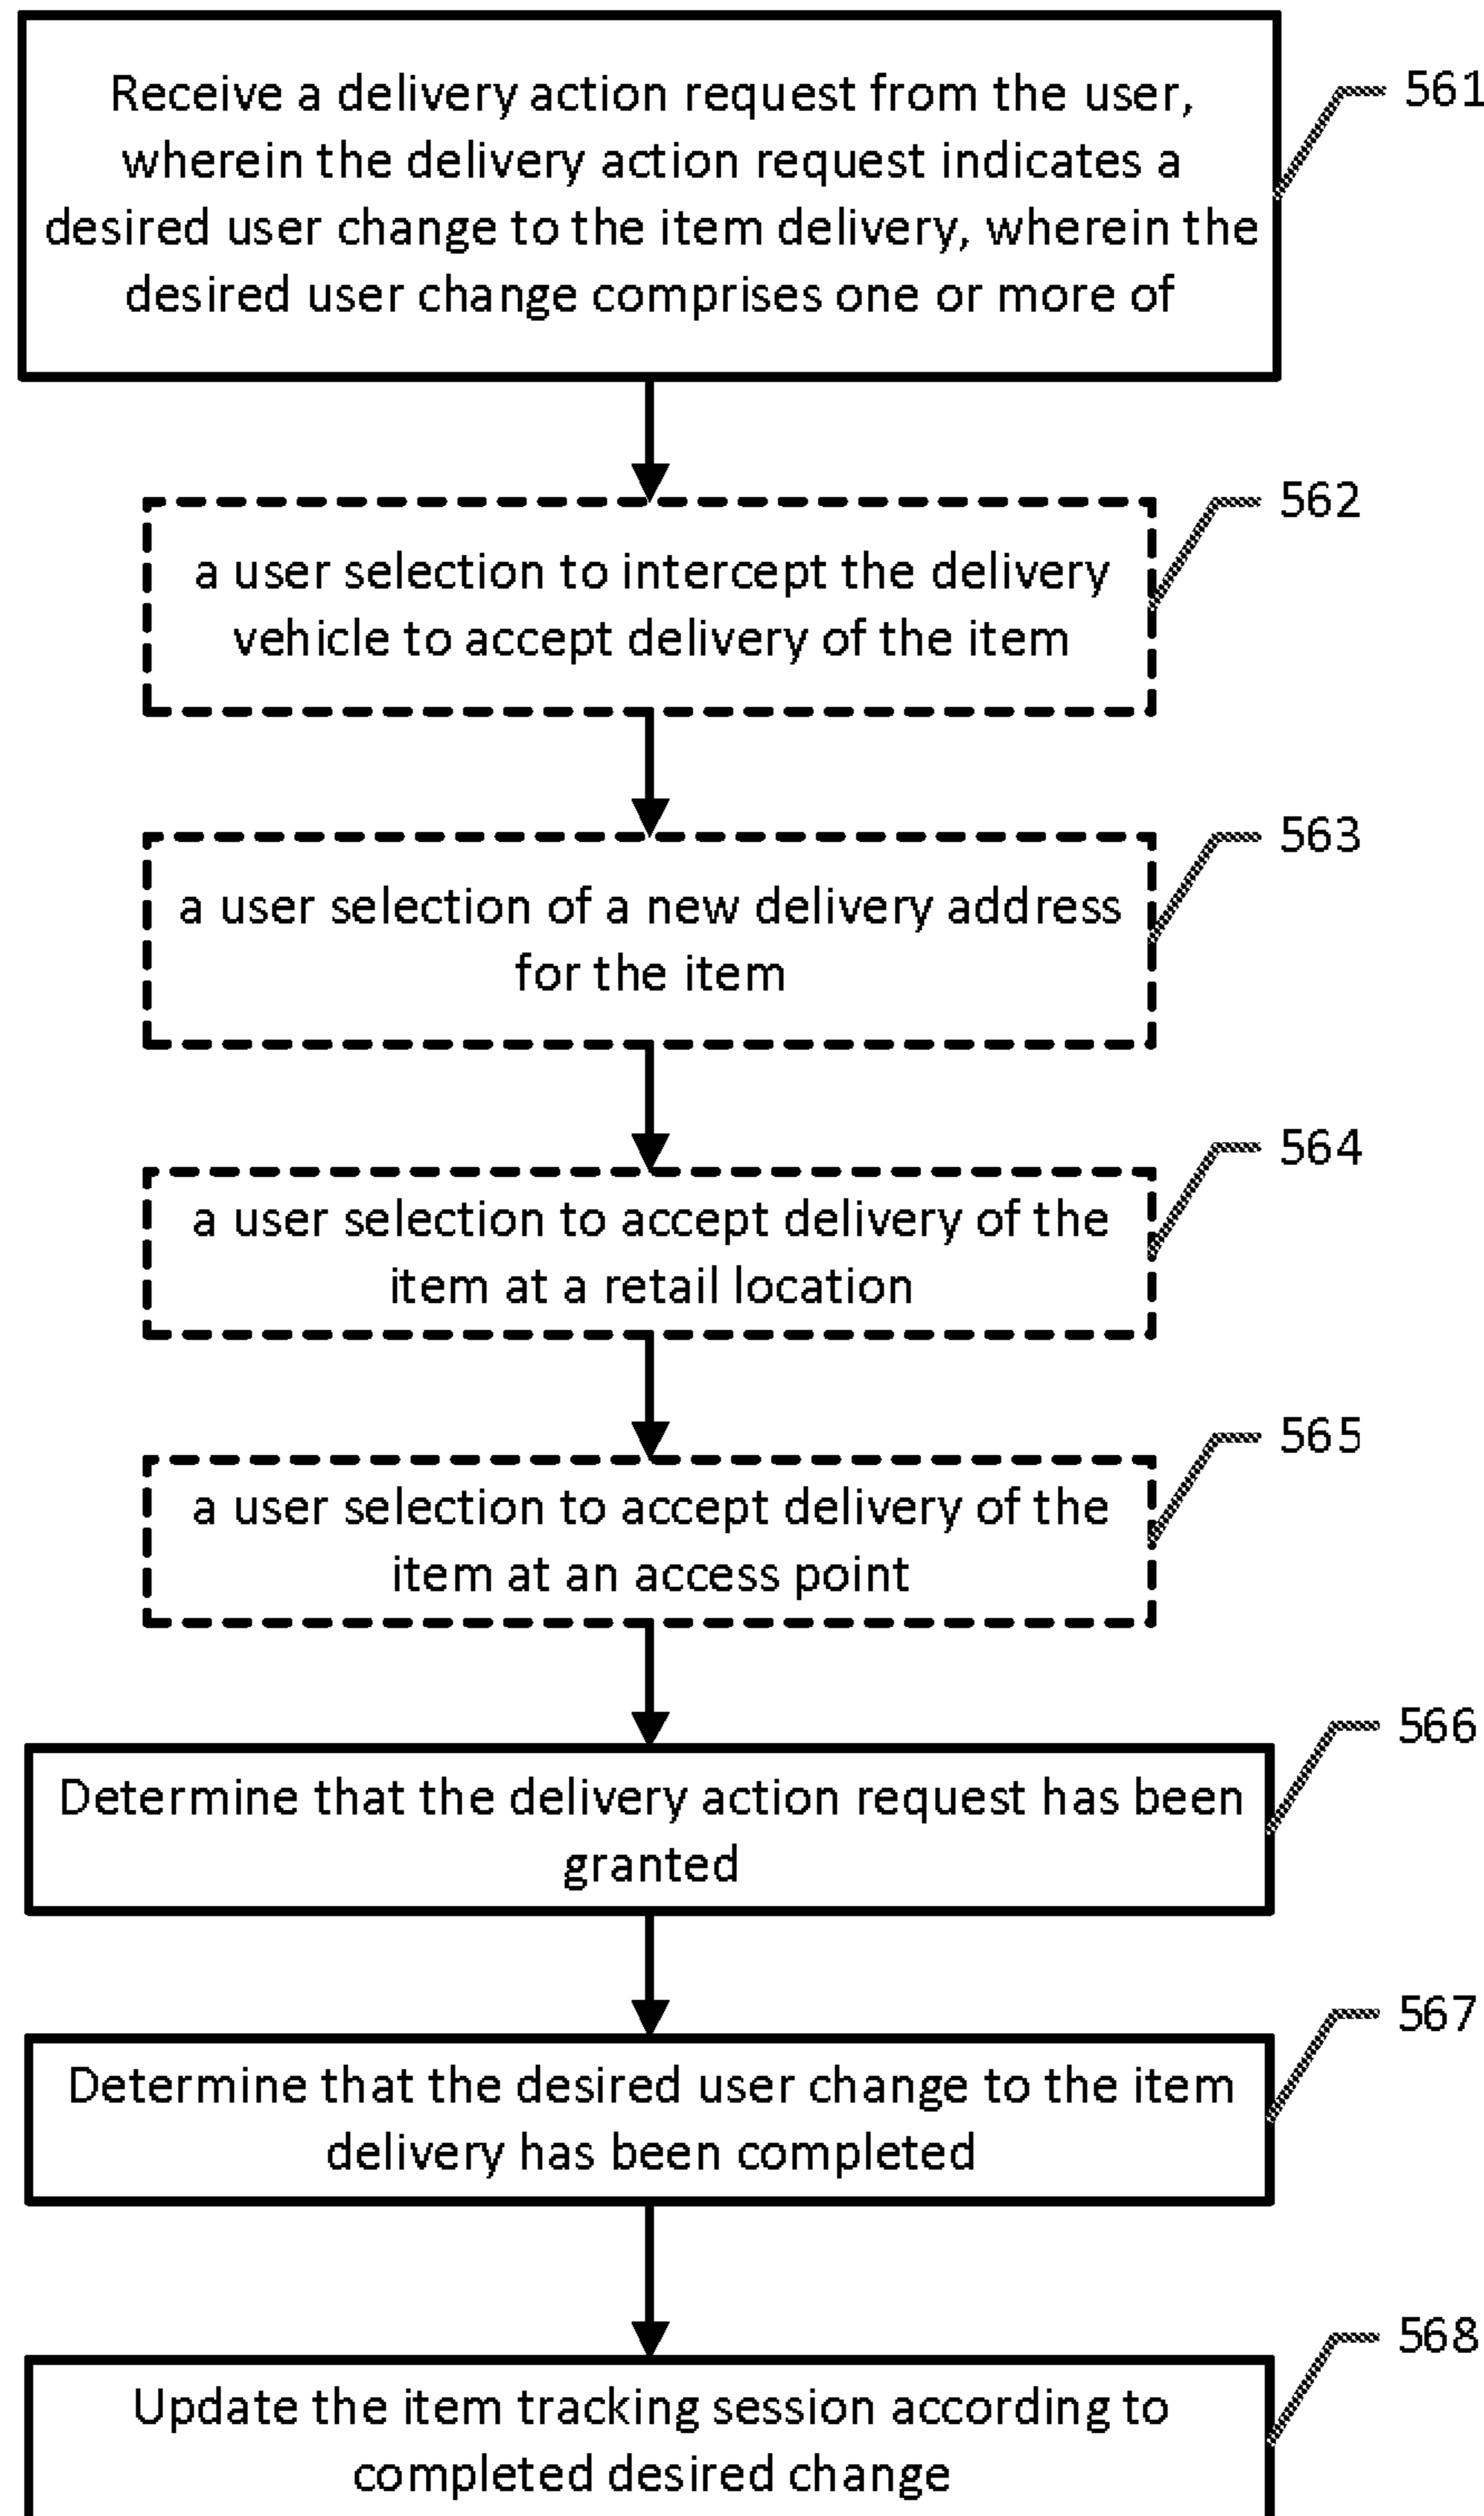 Receive a delivery action request from the user,
wherein the delivery action request indicates a
desired user change to the item delivery, wherein the
desired user change comprises one or more of
561
a user selection to intercept the delivery
vehicle to accept delivery of the item
562
a user selection of a new delivery address
for the item
563
a user selection to accept delivery of the
item at a retail location
564
a user selection to accept delivery of the
item at an access point
565
Determine that the delivery action request has been
granted
566
Determine that the desired user change to the item
delivery has been completed
567
Update the item tracking session according to
completed desired change
568